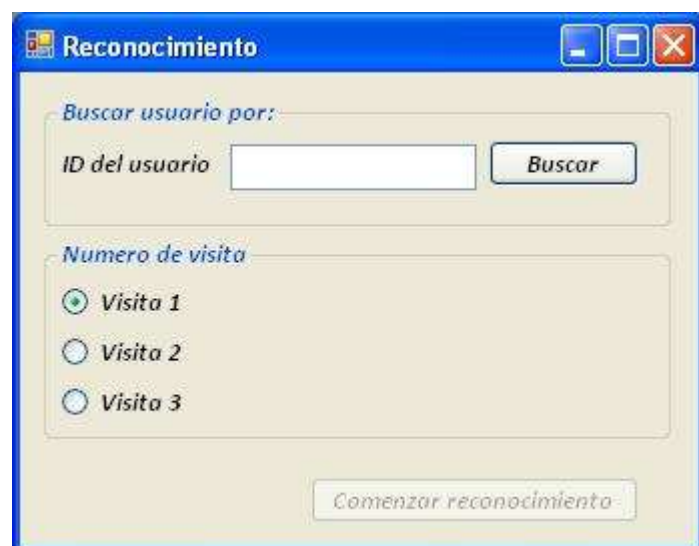 Reconocimiento
Buscar usuario por:
ID del usuario Buscar
Numero de visita
Visita 1
Visita 2
Visita 3
Comenzar reconocimiento